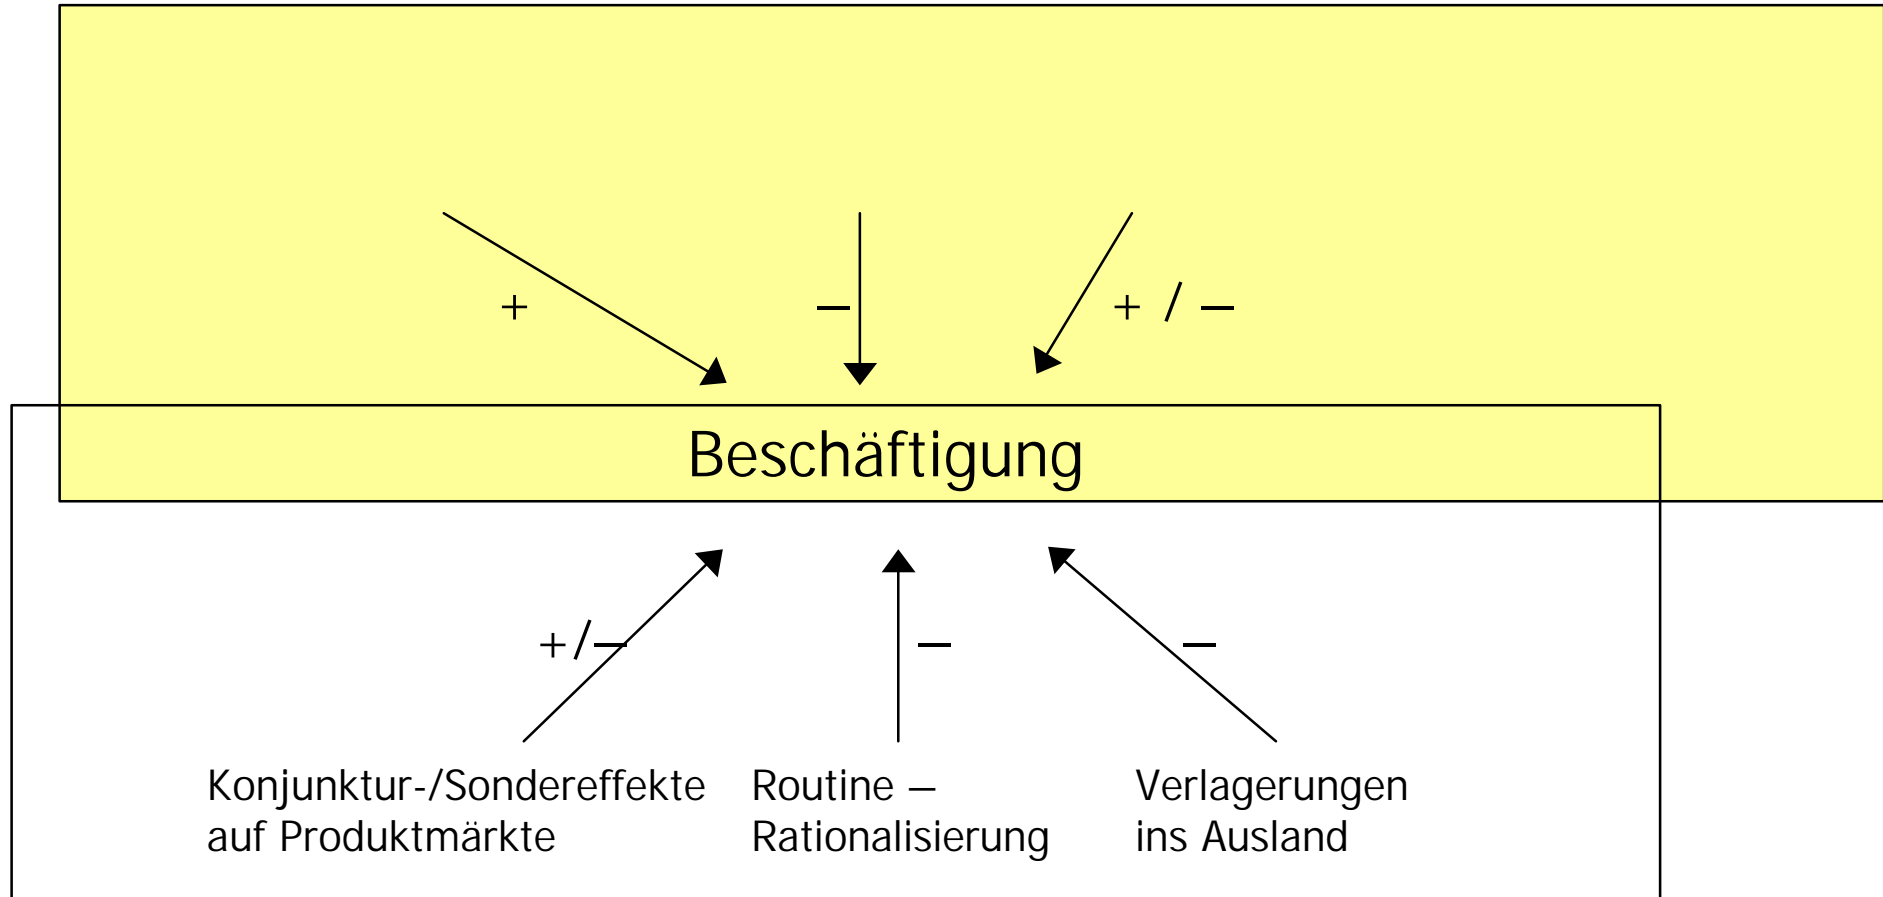 + — + / —
Beschäftigung
+/— — —
Konjunktur-/Sondereffekte
auf Produktmärkte
Routine –
Rationalisierung
Verlagerungen
ins Ausland